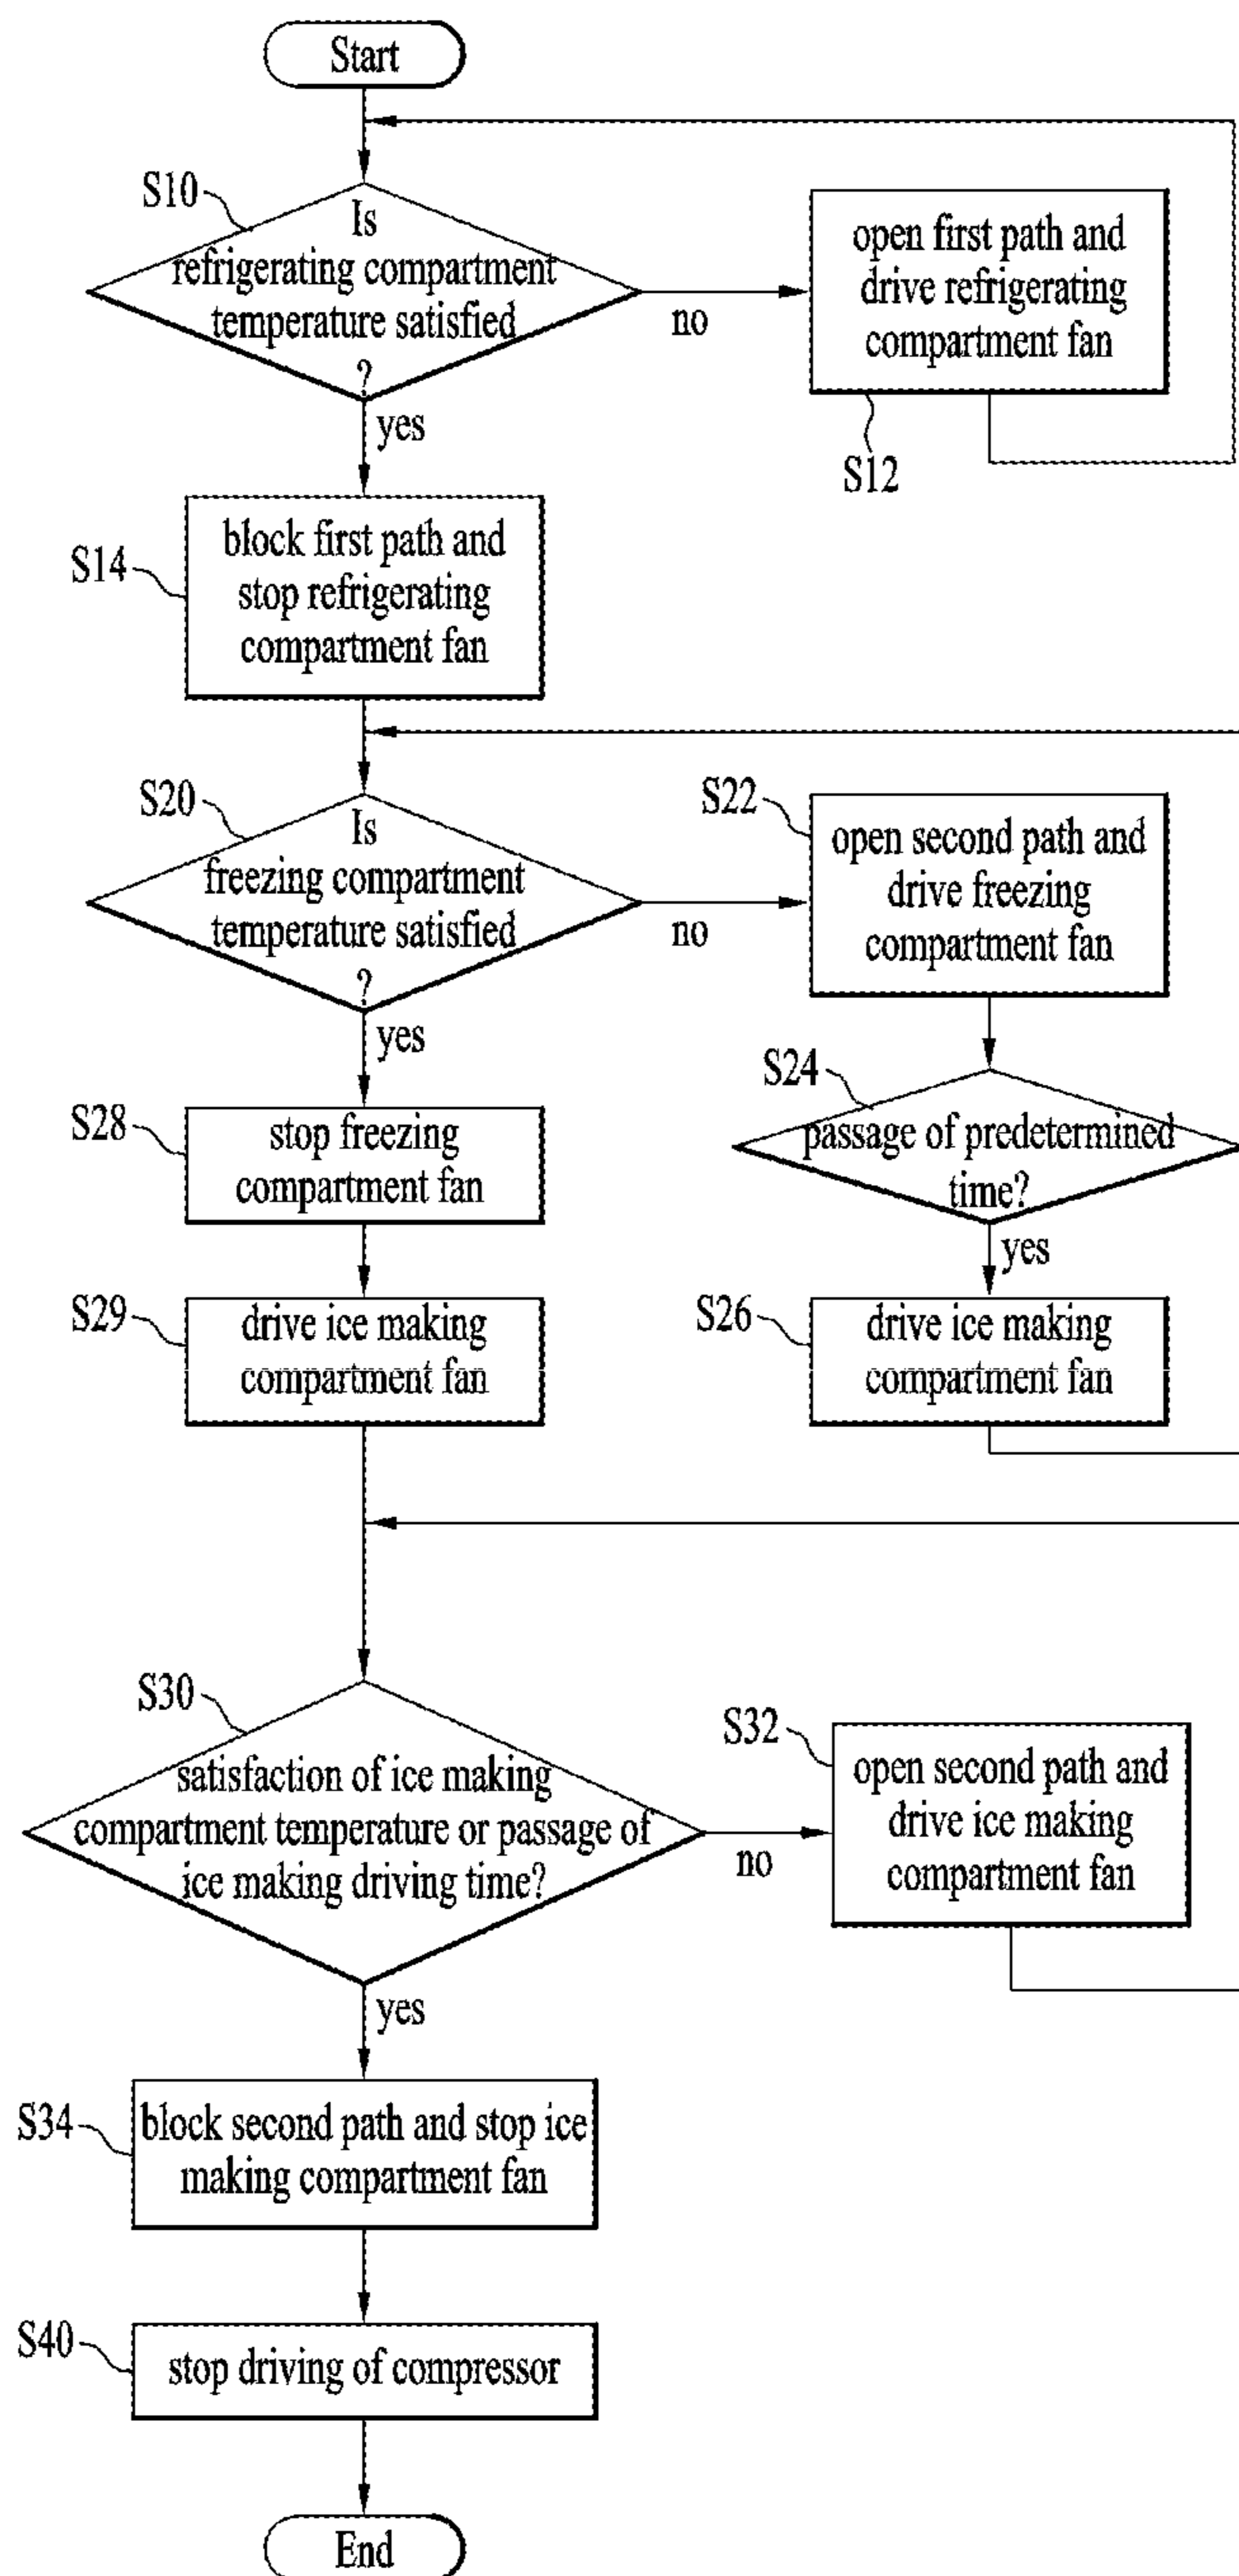 Start
S10
Is
refrigerating compartment
temperature satisfied
?
no
yes
open first path and
drive refrigerating
compartment fan
S12
S14
block first path and
stop refrigerating
compartment fan
S20
Is
freezing compartment
temperature satisfied
?
no
yes
S22
open second path and
drive freezing
compartment fan
S24
passage of predetermined
time?
yes
S28
stop freezing
compartment fan
S29
drive ice making
compartment fan
S26
drive ice making
compartment fan
S30
satisfaction of ice making
compartment temperature or passage of
ice making driving time?
no
yes
S32
open second path and
drive ice making
compartment fan
S34
block second path and stop ice
making compartment fan
S40
stop driving of compressor
End